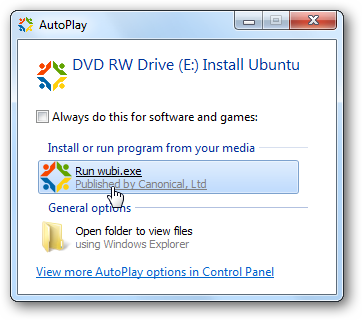 AutoPlay
DVD RW Drive (E:) Install Ubuntu
Always do this for software and games:
Install or run program from your media
Run wubi.exe
Published by Canonical, Ltd
General options
Open folder to view files
using Windows Explorer
View more AutoPlay options in Control Panel